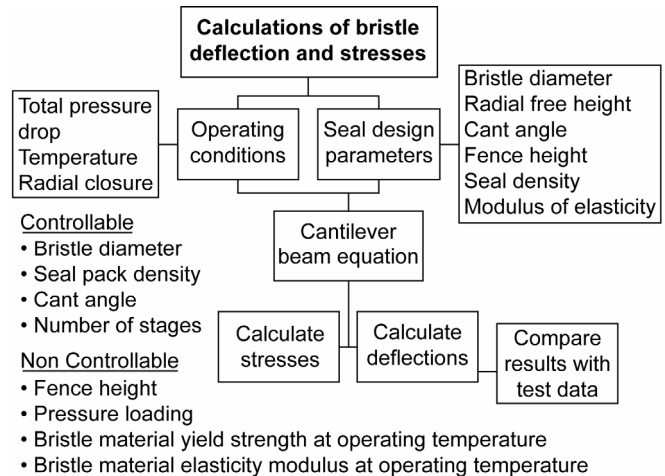 Calculations of bristle
deflection and stresses
Total pressure
drop
Temperature
Radial closure
Operating
conditions
Seal design
parameters
Bristle diameter
Radial free height
Cant angle
Fence height
Seal density
Modulus of elasticity
Cantilever
beam equation
Controllable
• Bristle diameter
• Seal pack density
• Cant angle
• Number of stages
Calculate
stresses
Calculate
deflections
Compare
results with
test data
Non Controllable
• Fence height
• Pressure loading
• Bristle material yield strength at operating temperature
• Bristle material elasticity modulus at operating temperature